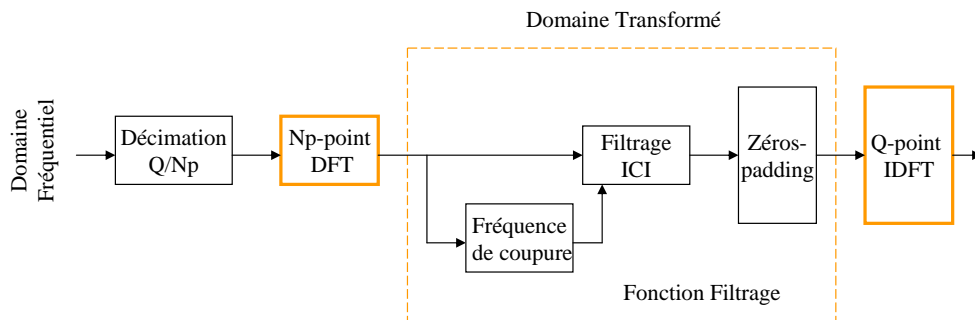 Domaine Transformé
Domaine
Fréquentiel
Décimation
Q/Np
Np-point
DFT
Filtrage
ICI
Zéros-
padding
Q-point
IDFT
Fréquence
de coupure
Fonction Filtrage